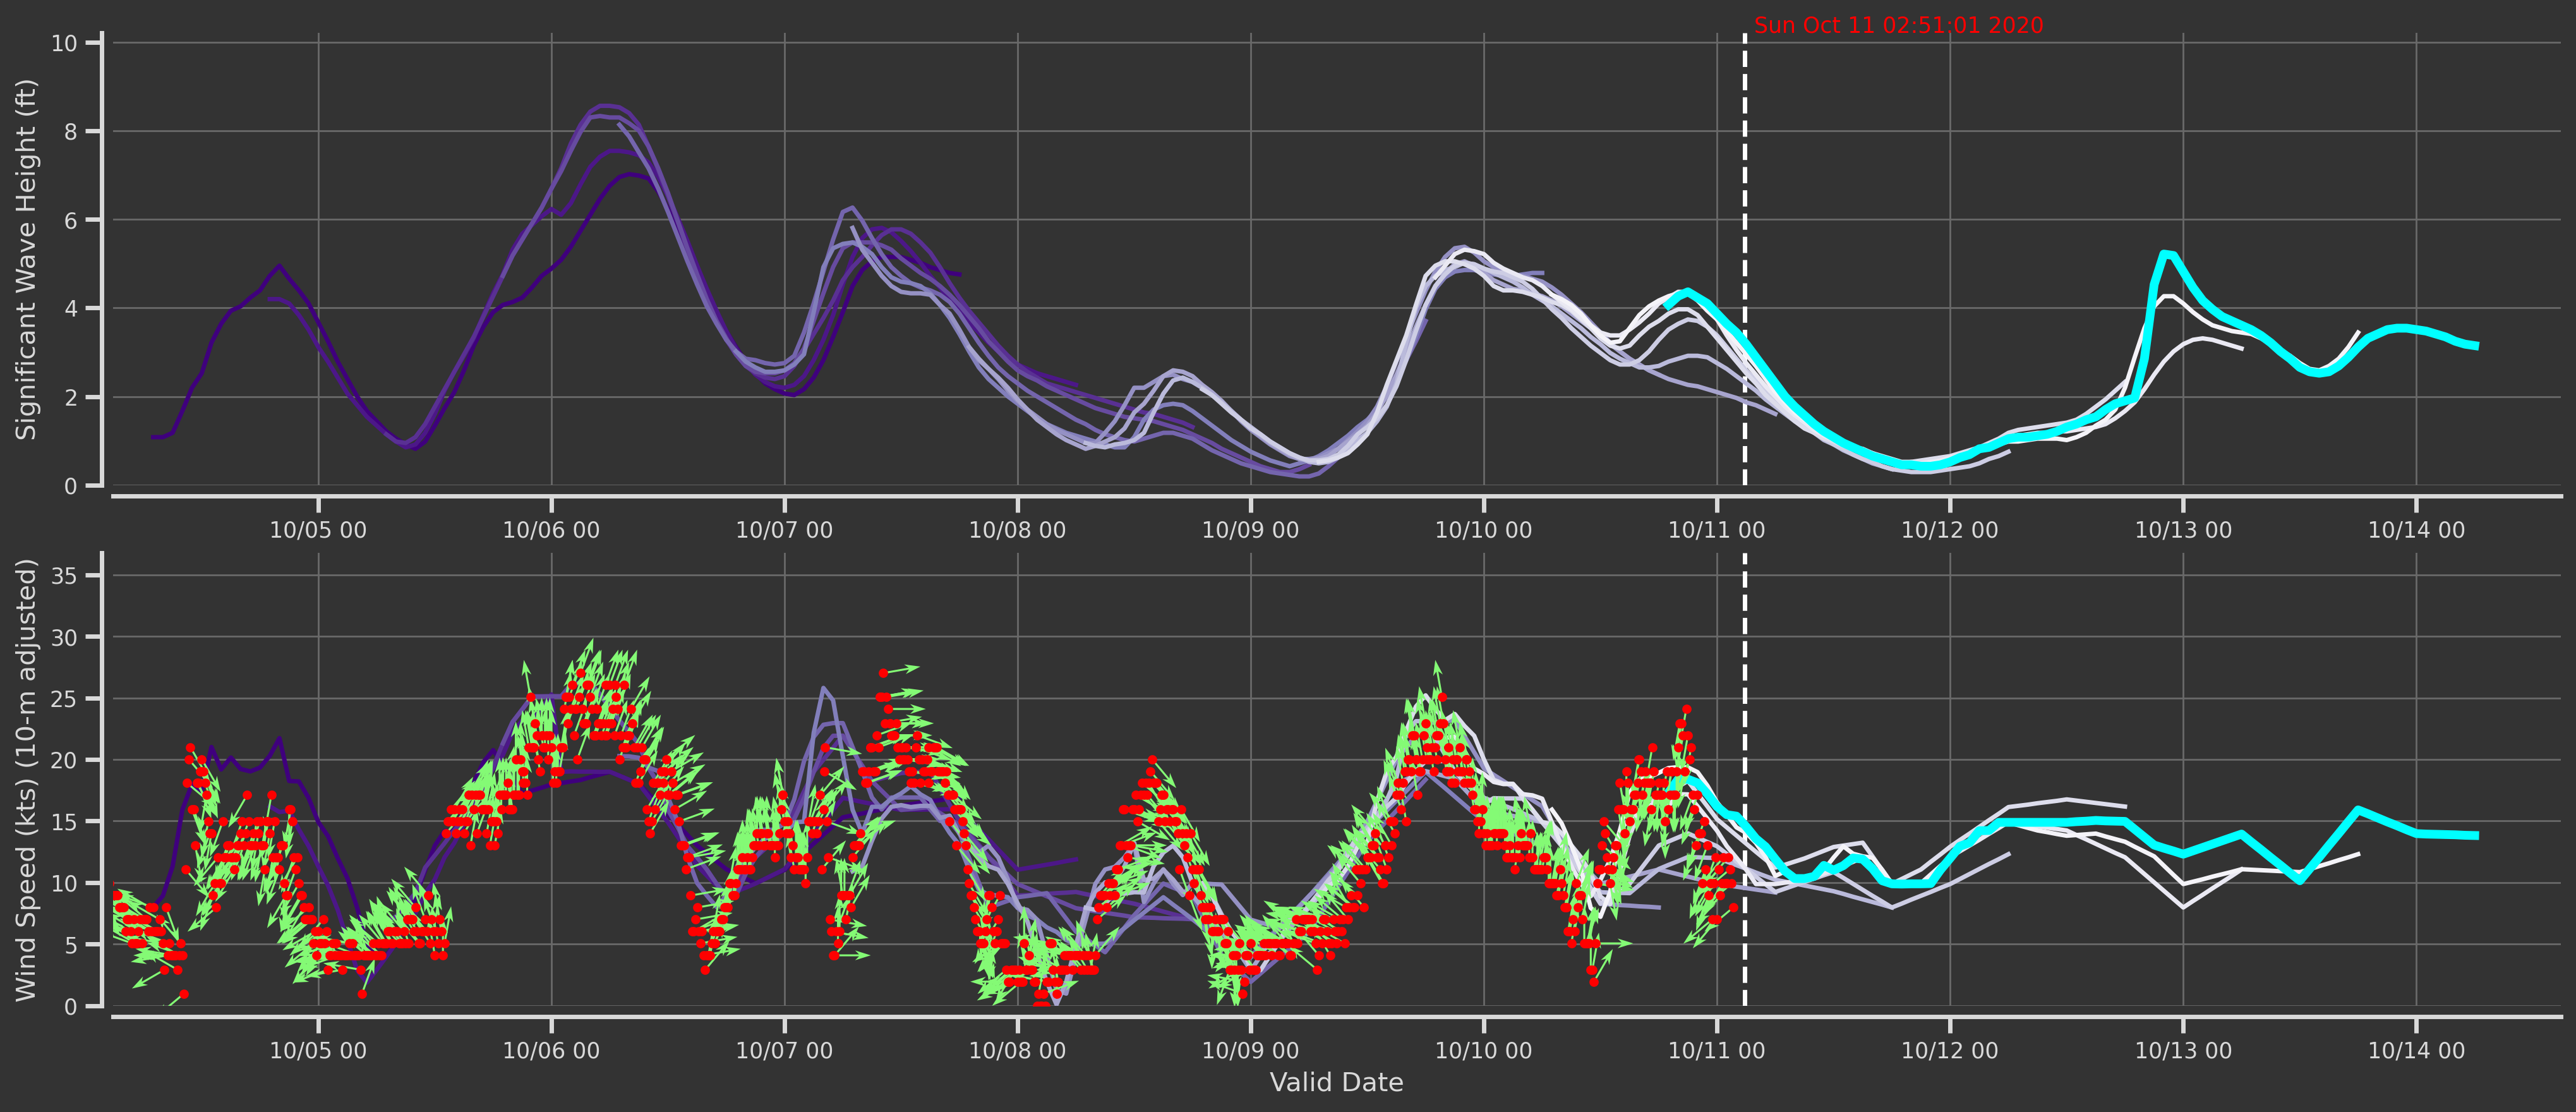 Sun Oct 11 02:51:01 2020
Significant Wave Height (ft)
10
8
6
4
2
0
10/05 00 10/06 00 10/07 00 10/08 00 10/09 00 10/10 00 10/11 00 10/12 00 10/13 00 10/14 00
Wind Speed (kts) (10-m adjusted)
35
30
25
20
15
10
5
0
10/05 00 10/06 00 10/07 00 10/08 00 10/09 00 10/10 00 10/11 00 10/12 00 10/13 00 10/14 00
Valid Date